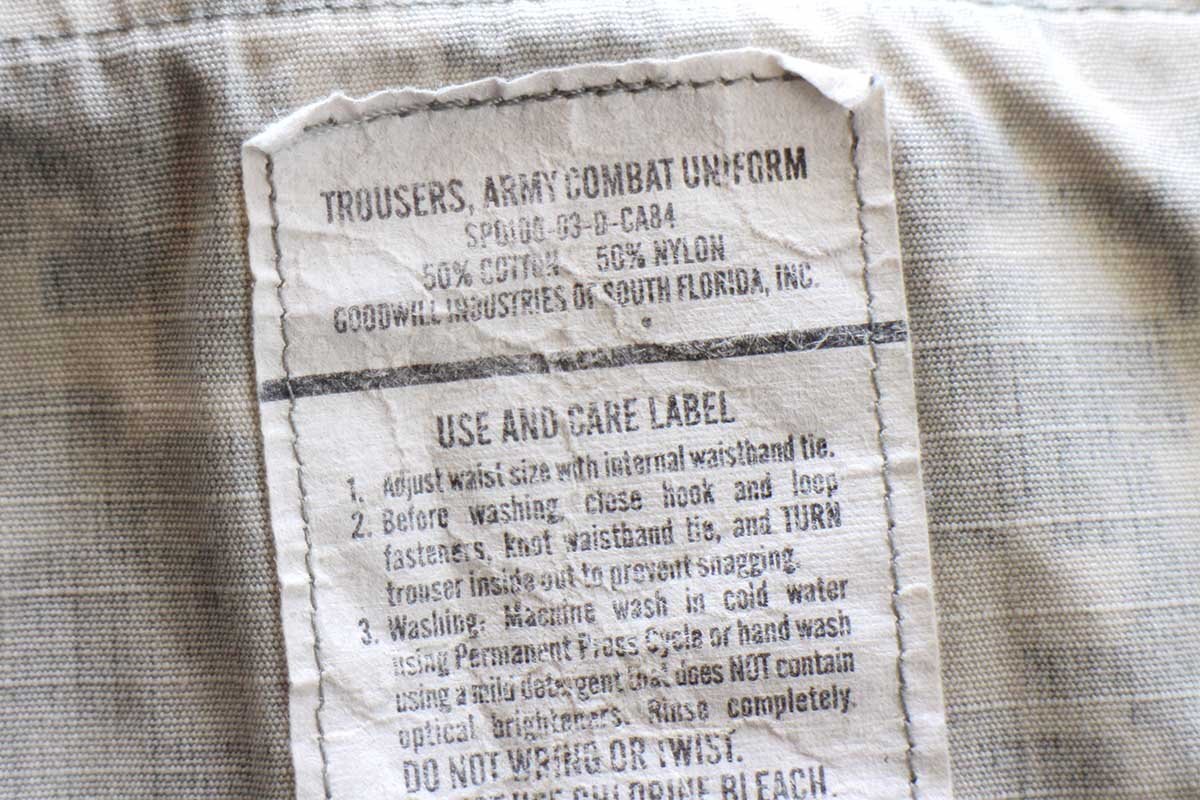 TROUSERS, ARMY COMBAT UNIFORM
SPO100-03-D-CA84
50% COTTON 50% NYLON
GOODWILL INDUSTRIES OF SOUTH FLORIDA, INC.
USE AND CARE LABEL
1. Adjust waist size with internal waistband tie.
2. Before washing, close hook and loop
fasteners, knot waistband tie, and TURN
trouser inside out to prevent snagging.
3. Washing: Machine wash in cold water
using Permanent Press Cycle or hand wash
using a mild detergent that does NOT contain
optical brighteners. Rinse completely.
DO NOT WRING OR TWIST.
USE CHLORINE BLEACH.